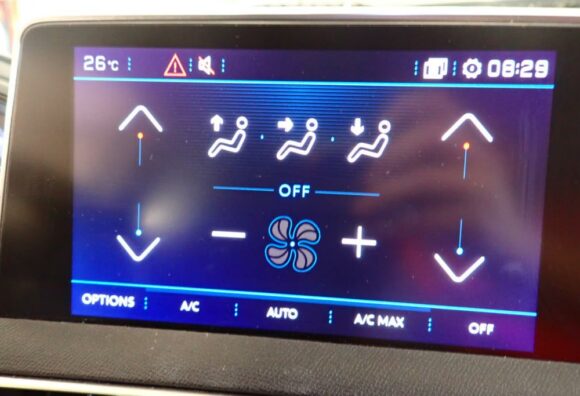 26°C 08:29
OFF
OPTIONS A/C AUTO A/C MAX OFF